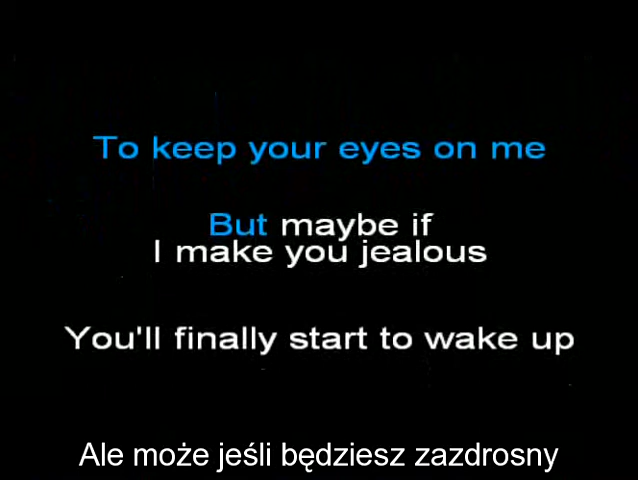 To keep your eyes on me
But maybe if
I make you jealous
You'll finally start to wake up
Ale może jeśli będziesz zazdrosny